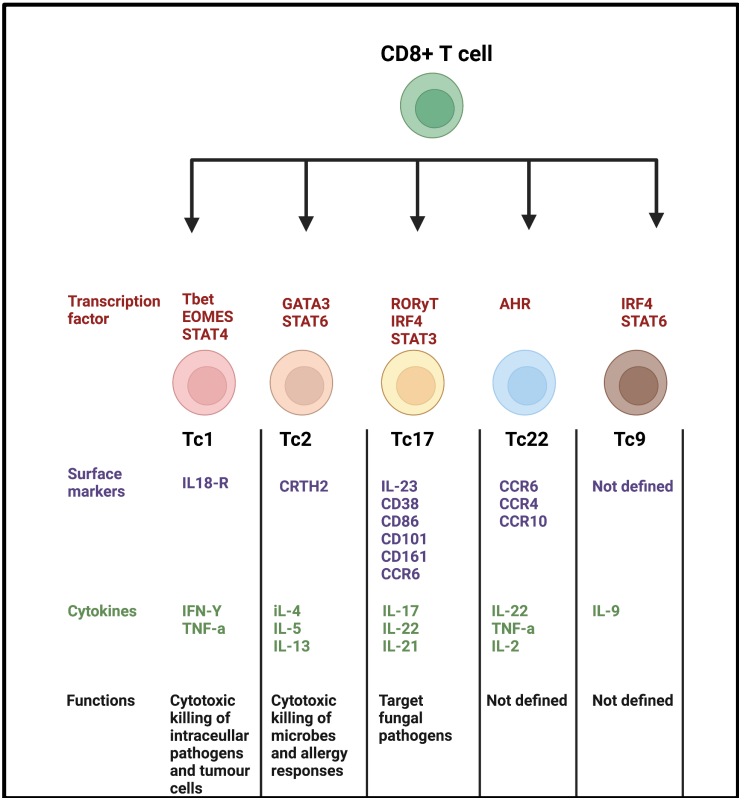 CD8+ T cell
Transcription
factor
Tbet
EOMES
STAT4
GATA3
STAT6
RORyT
IRF4
STAT3
AHR
IRF4
STAT6
Tc1
Tc2
Tc17
Tc22
Tc9
Surface
markers
IL18-R
CRTH2
IL-23
CD38
CD86
CD101
CD161
CCR6
CCR6
CCR4
CCR10
Not defined
Cytokines
IFN-Y
TNF-a
iL-4
IL-5
IL-13
IL-17
IL-22
IL-21
IL-22
TNF-a
IL-2
IL-9
Functions
Cytotoxic
killing of
intraceullar
pathogens
and tumour
cells
Cytotoxic
killing of
microbes
and allergy
responses
Target
fungal
pathogens
Not defined
Not defined